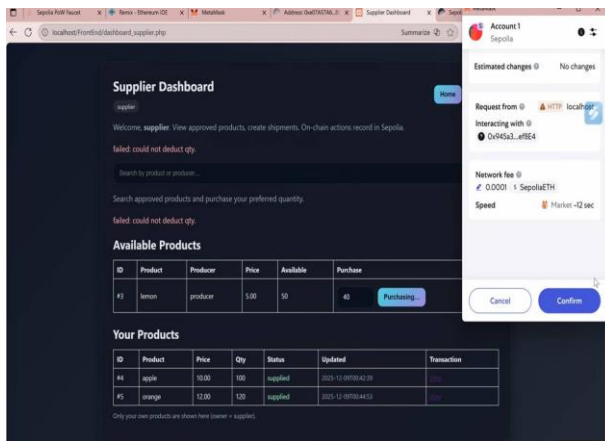 Sepolia PoW Faucet
Remix - Ethereum IDE
MetaMask
Supplier Dashboard
localhost/FrontEnd/dashboard_supplier.php
Summarize
Supplier Dashboard
Home
supplier
Welcome, supplier. View approved products, create shipments. On-chain actions record in Sepolia.
failed: could not deduct qty.
Search by product or producer...
Search approved products and purchase your preferred quantity.
failed: could not deduct qty.
Available Products
ID Product Producer Price Available Purchase
#3 lemon producer 5.00 50 40 Purchasing...
Your Products
ID Product Price Qty Status Updated Transaction
#4 apple 10.00 100 supplied 2025-12-09T00:42:39
#5 orange 12.00 120 supplied 2025-12-09T00:44:53
Only your own products are shown here (owner = supplier).
MetaMask
Account 1
Sepolia
Estimated changes No changes
Request from HTTP localhost
Interacting with
0x945a3...ef8E4
Network fee
0.0001 SepoliaETH
Speed Market ~12 sec
Cancel Confirm